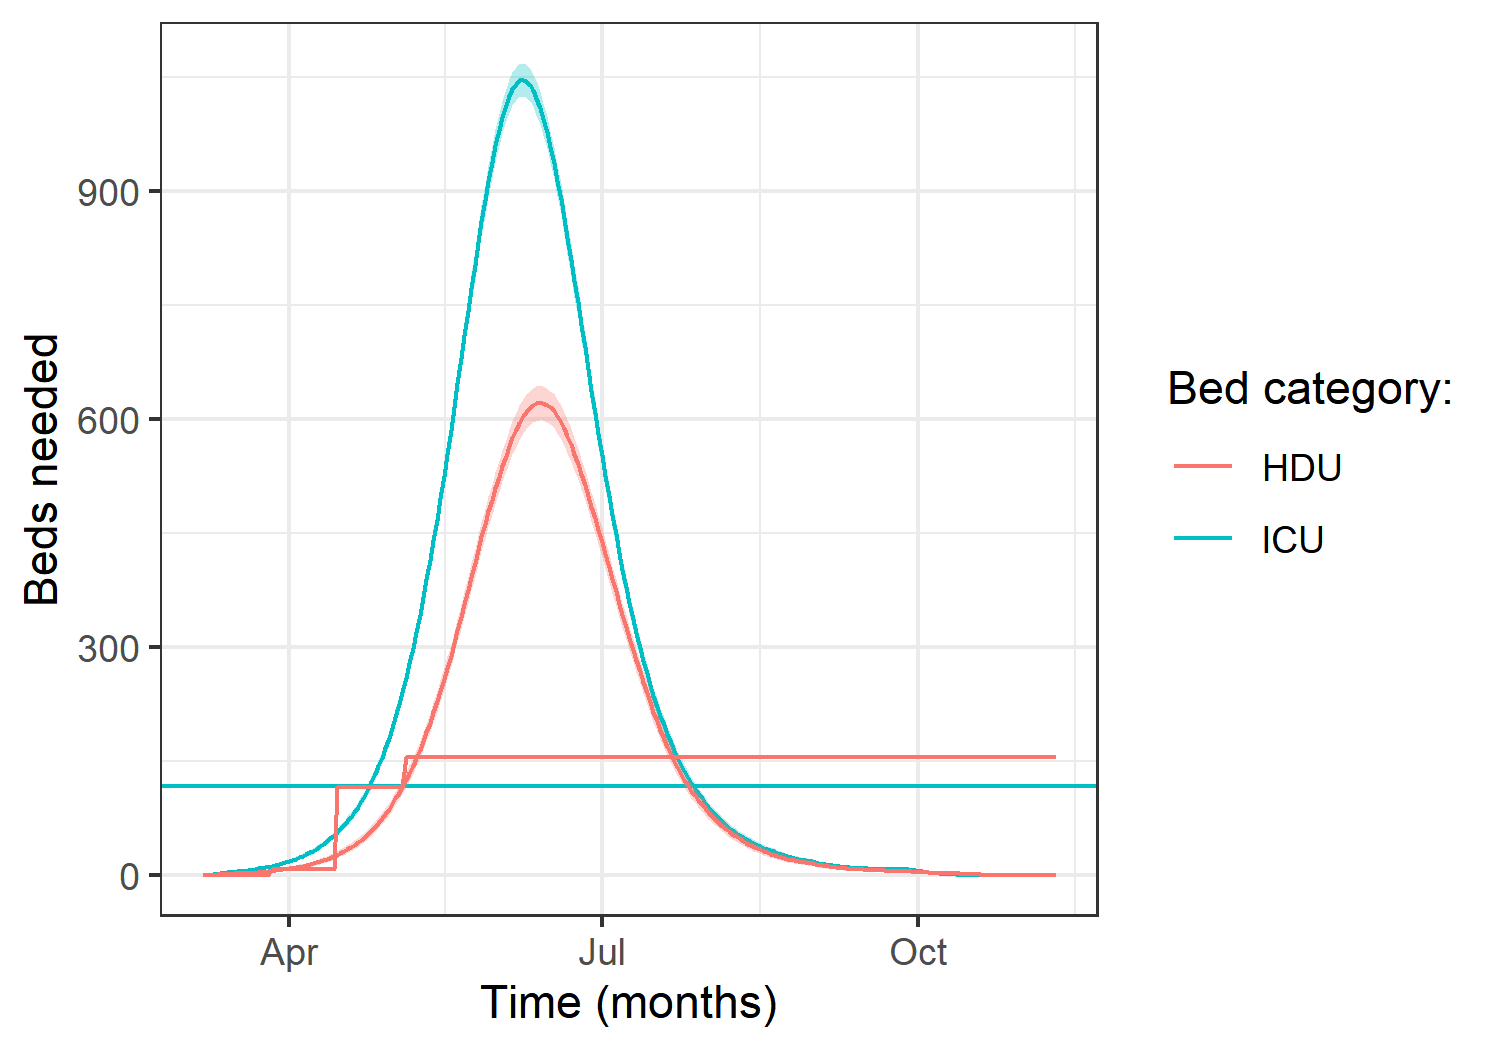 900
600
300
0
Beds needed
Apr
Jul
Oct
Time (months)
Bed category:
HDU
ICU